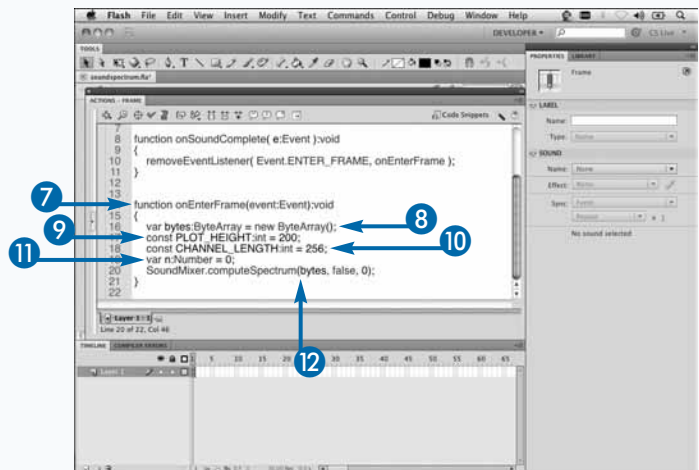 Flash File Edit View Insert Modify Text Commands Control Debug Window Help
DEVELOPER CS Live
TOOLS
soundspectrum.fla*
PROPERTIES LIBRARY
Frame
LABEL
Name:
Type: Name
SOUND
Name: None
Effect: None
Sync: Event
Repeat x 1
No sound selected
ACTIONS - FRAME
Code Snippets
7
8 function onSoundComplete( e:Event ):void
9 {
10 removeEventListener( Event.ENTER_FRAME, onEnterFrame );
11 }
12
13
function onEnterFrame(event:Event):void
15 {
16 var bytes:ByteArray = new ByteArray();
const PLOT_HEIGHT:int = 200;
18 const CHANNEL_LENGTH:int = 256;
var n:Number = 0;
20 SoundMixer.computeSpectrum(bytes, false, 0);
21 }
22
7
8
9
10
11
12
Layer 1 : 1
Line 20 of 22, Col 46
TIMELINE COMPILER ERRORS
5 10 15 20 30 35 40 45 50 55 60 65
Layer 1